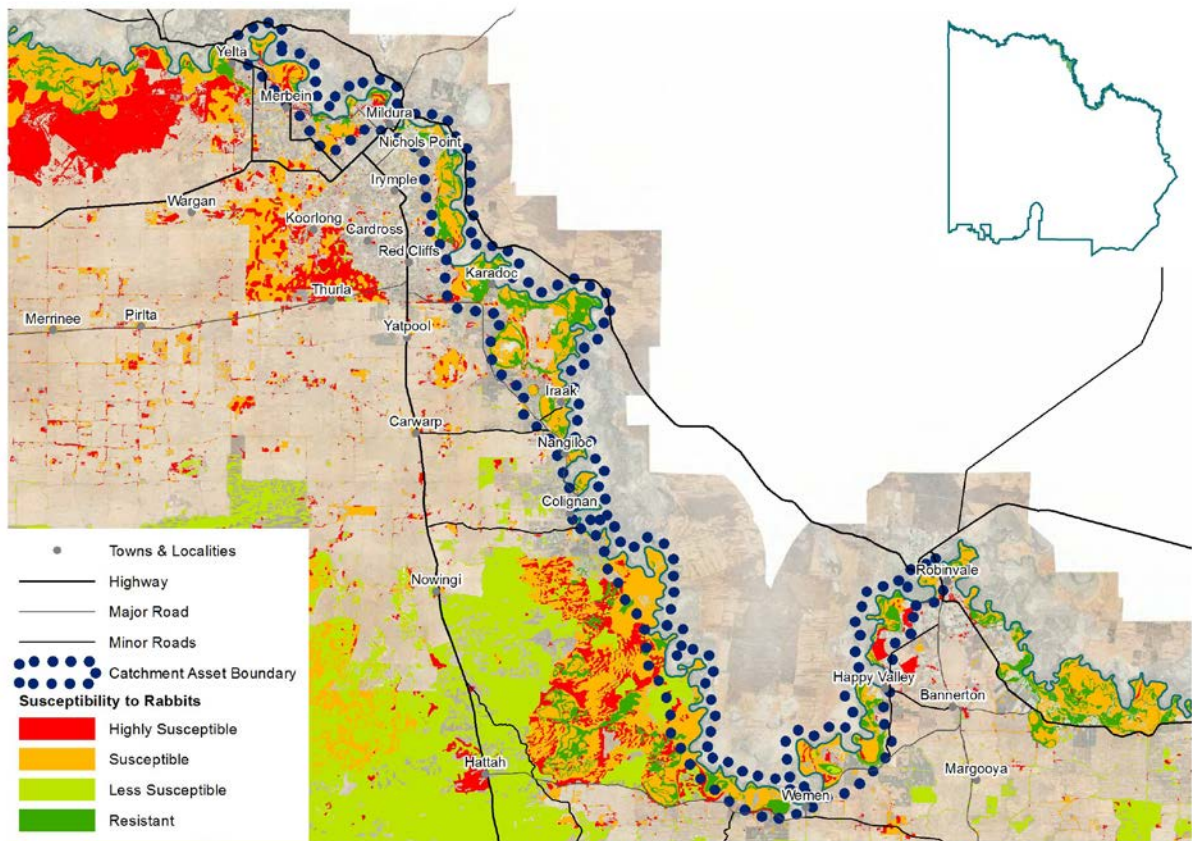 Yelta
Merbein
Mildura
Nichols Point
Irymple
Wargan
Koorlong
Cardross
Red Cliffs
Karadoc
Thurla
Merrinee
Pirlta
Yatpool
Iraak
Carwarp
Nangiloc
Colignan
Nowingi
Robinvale
Happy Valley
Bannerton
Hattah
Margooya
Wemen
Towns & Localities
Highway
Major Road
Minor Roads
Catchment Asset Boundary
Susceptibility to Rabbits
Highly Susceptible
Susceptible
Less Susceptible
Resistant